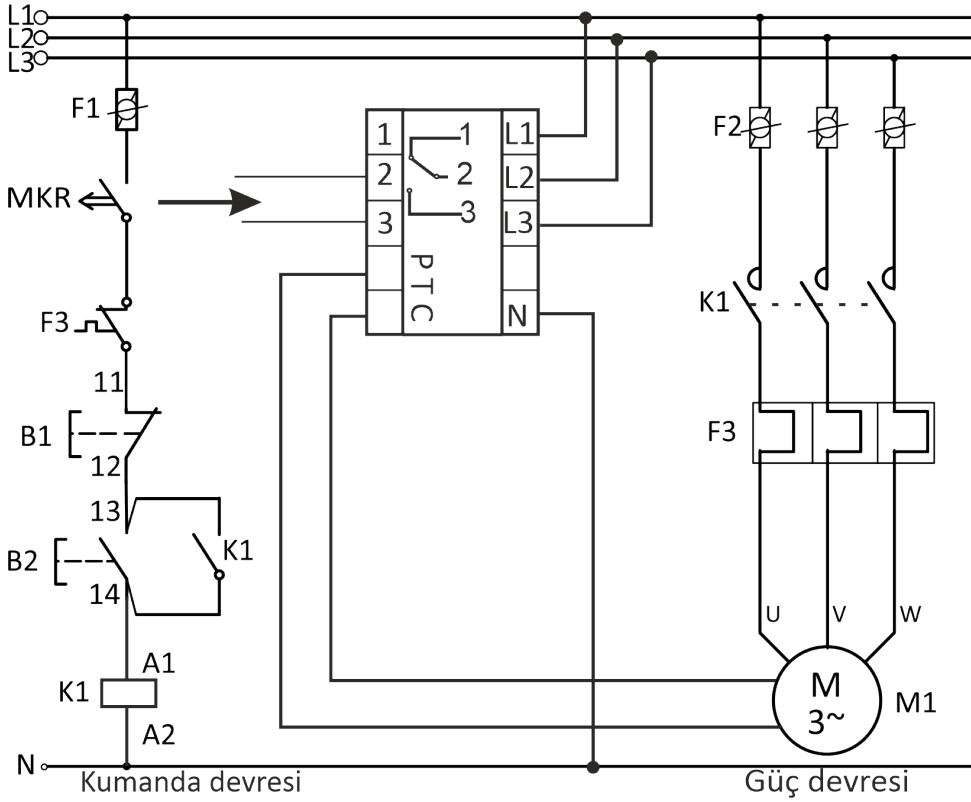 L1
L2
L3
F1
MKR
F3
11
B1
12
13
B2
K1
14
A1
K1
A2
N
Kumanda devresi
1
2
3
1
2
3
PTC
L1
L2
L3
N
F2
K1
F3
U
V
W
M
3~
M1
Güç devresi